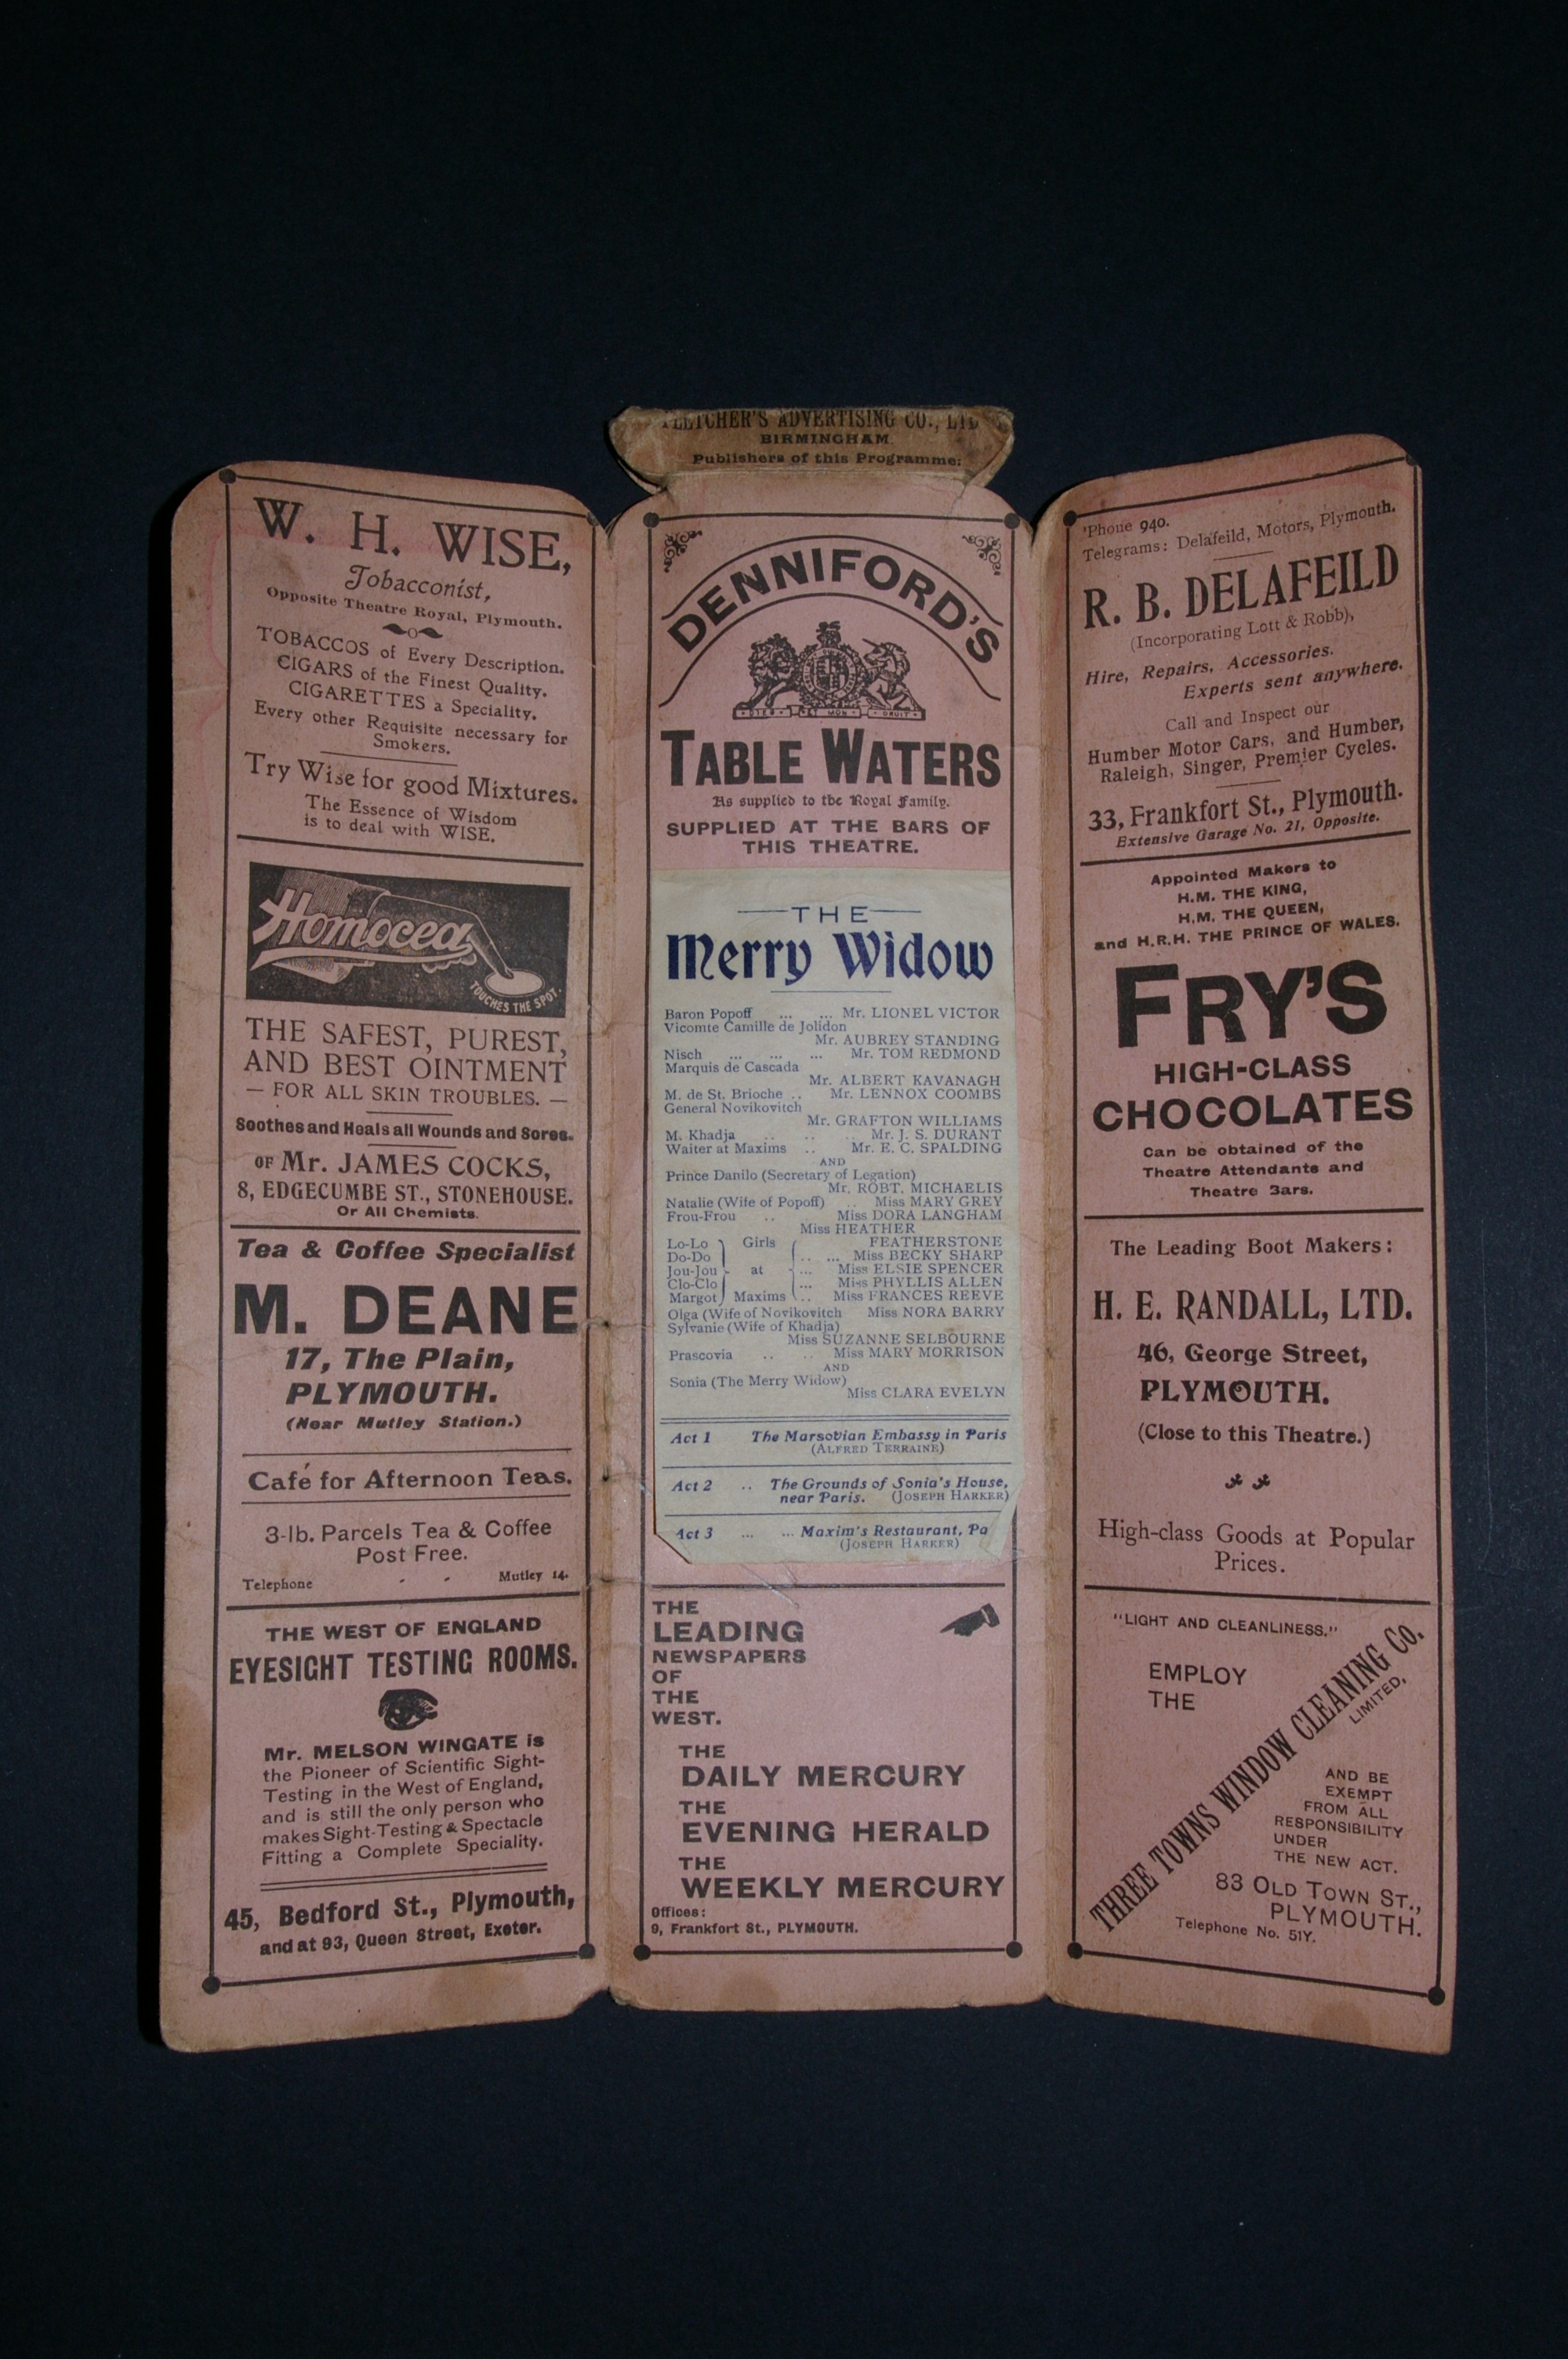 FLETCHER'S ADVERTISING CO., LTD
BIRMINGHAM.
Publishers of this Programme:
W. H. WISE,
Tobacconist,
Opposite Theatre Royal, Plymouth.
TOBACCOS of Every Description.
CIGARS of the Finest Quality.
CIGARETTES a Speciality.
Every other Requisite necessary for
Smokers.
Try Wise for good Mixtures.
The Essence of Wisdom
is to deal with WISE.
Homocea
TOUCHES THE SPOT.
THE SAFEST, PUREST,
AND BEST OINTMENT
— FOR ALL SKIN TROUBLES. —
Soothes and Heals all Wounds and Sores.
OF Mr. JAMES COCKS,
8, EDGECUMBE ST., STONEHOUSE.
Or All Chemists.
Tea & Coffee Specialist
M. DEANE
17, The Plain,
PLYMOUTH.
(Near Mutley Station.)
Café for Afternoon Teas.
3-lb. Parcels Tea & Coffee
Post Free.
Telephone - - Mutley 14.
THE WEST OF ENGLAND
EYESIGHT TESTING ROOMS.
Mr. MELSON WINGATE is
the Pioneer of Scientific Sight-
Testing in the West of England,
and is still the only person who
makes Sight-Testing & Spectacle
Fitting a Complete Speciality.
45, Bedford St., Plymouth,
and at 93, Queen Street, Exeter.
DENNIFORD'S
DIEU ET MON DROIT
TABLE WATERS
As supplied to the Royal Family.
SUPPLIED AT THE BARS OF
THIS THEATRE.
THE
Merry Widow
Baron Popoff ... ... Mr. LIONEL VICTOR
Vicomte Camille de Jolidon
Mr. AUBREY STANDING
Nisch ... ... ... Mr. TOM REDMOND
Marquis de Cascada
Mr. ALBERT KAVANAGH
M. de St. Brioche .. Mr. LENNOX COOMBS
General Novikovitch
Mr. GRAFTON WILLIAMS
M. Khadja .. .. .. Mr. J. S. DURANT
Waiter at Maxims .. Mr. E. C. SPALDING
AND
Prince Danilo (Secretary of Legation)
Mr. ROBT. MICHAELIS
Natalie (Wife of Popoff) .. Miss MARY GREY
Frou-Frou .. Miss DORA LANGHAM
Miss HEATHER
Lo-Lo Girls FEATHERSTONE
Do-Do .. ... Miss BECKY SHARP
Jou-Jou at ... Miss ELSIE SPENCER
Clo-Clo ... Miss PHYLLIS ALLEN
Margot Maxims .. Miss FRANCES REEVE
Olga (Wife of Novikovitch Miss NORA BARRY
Sylvanie (Wife of Khadja)
Miss SUZANNE SELBOURNE
Prascovia .. .. Miss MARY MORRISON
AND
Sonia (The Merry Widow)
Miss CLARA EVELYN
Act 1 The Marsovian Embassy in Paris
(ALFRED TERRAINE)
Act 2 .. The Grounds of Sonia's House,
near Paris. (JOSEPH HARKER)
Act 3 ... ... Maxim's Restaurant, Pa
(JOSEPH HARKER)
THE
LEADING
NEWSPAPERS
OF
THE
WEST.
THE
DAILY MERCURY
THE
EVENING HERALD
THE
WEEKLY MERCURY
Offices:
9, Frankfort St., PLYMOUTH.
'Phone 940.
Telegrams: Delafeild, Motors, Plymouth.
R. B. DELAFEILD
(Incorporating Lott & Robb),
Hire, Repairs, Accessories.
Experts sent anywhere.
Call and Inspect our
Humber Motor Cars, and Humber,
Raleigh, Singer, Premier Cycles.
33, Frankfort St., Plymouth.
Extensive Garage No. 21, Opposite.
Appointed Makers to
H.M. THE KING,
H.M. THE QUEEN,
and H.R.H. THE PRINCE OF WALES.
FRY'S
HIGH-CLASS
CHOCOLATES
Can be obtained of the
Theatre Attendants and
Theatre Bars.
The Leading Boot Makers:
H. E. RANDALL, LTD.
46, George Street,
PLYMOUTH.
(Close to this Theatre.)
High-class Goods at Popular
Prices.
"LIGHT AND CLEANLINESS."
EMPLOY
THE
THREE TOWNS WINDOW CLEANING Co.
LIMITED,
AND BE
EXEMPT
FROM ALL
RESPONSIBILITY
UNDER
THE NEW ACT.
83 OLD TOWN ST.,
PLYMOUTH.
Telephone No. 51Y.